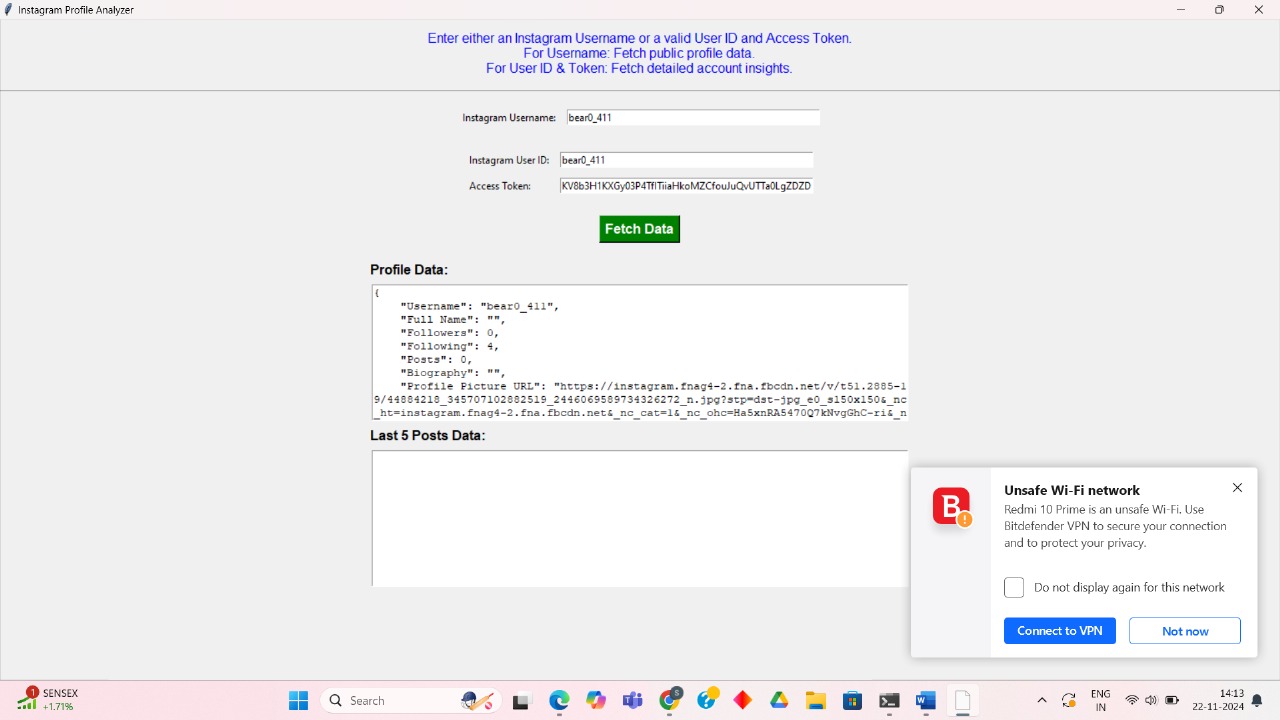 Instagram Profile Analyzer
Enter either an Instagram Username or a valid User ID and Access Token.
For Username: Fetch public profile data.
For User ID & Token: Fetch detailed account insights.
Instagram Username: bear0_411
Instagram User ID: bear0_411
Access Token: KV8b3H1KXGy03P4TflTiiaHkoMZCfouJuQvUTTa0LgZDZD
Fetch Data
Profile Data:
{
"Username": "bear0_411",
"Full Name": "",
"Followers": 0,
"Following": 4,
"Posts": 0,
"Biography": "",
"Profile Picture URL": "https://instagram.fnag4-2.fna.fbcdn.net/v/t51.2885-1
9/44884218_345707102882519_2446069589734326272_n.jpg?stp=dst-jpg_e0_s150x150&_nc
_ht=instagram.fnag4-2.fna.fbcdn.net&_nc_cat=1&_nc_ohc=Ha5xnRA5470Q7kNvgGhC-ri&_n
Last 5 Posts Data:
B
Unsafe Wi-Fi network
Redmi 10 Prime is an unsafe Wi-Fi. Use
Bitdefender VPN to secure your connection
and to protect your privacy.
Do not display again for this network
Connect to VPN
Not now
1
SENSEX
+1.71%
Search
S
ENG
IN
14:13
22-11-2024